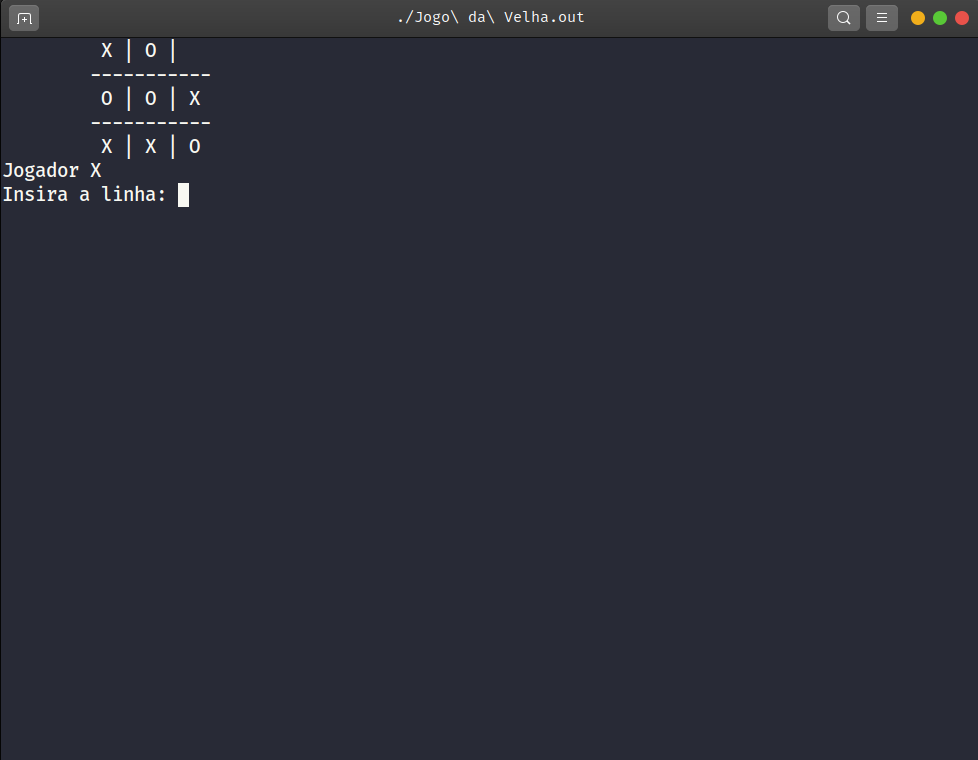 ./Jogo\ da\ Velha.out
X | O |
-----------
O | O | X
-----------
X | X | O
Jogador X
Insira a linha: